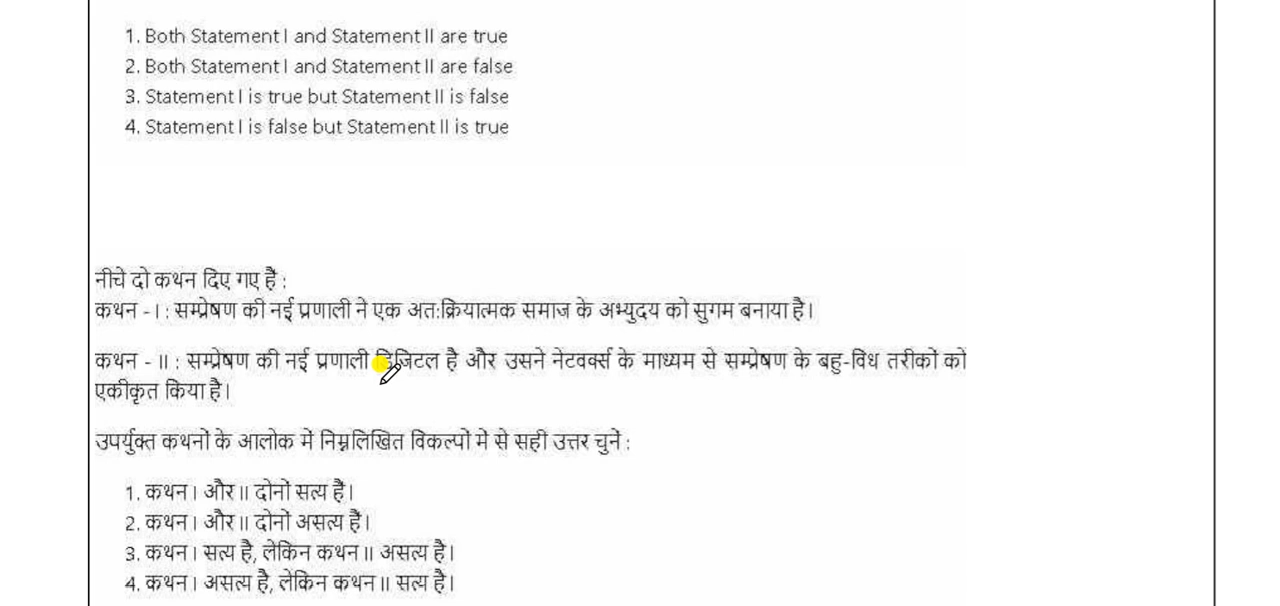 1. Both Statement I and Statement II are true
2. Both Statement I and Statement II are false
3. Statement I is true but Statement II is false
4. Statement I is false but Statement II is true
नीचे दो कथन दिए गए हैं :
कथन - I : सम्प्रेषण की नई प्रणाली ने एक अतःक्रियात्मक समाज के अभ्युदय को सुगम बनाया है।
कथन - II : सम्प्रेषण की नई प्रणाली डिजिटल है और उसने नेटवर्क्स के माध्यम से सम्प्रेषण के बहु-विध तरीकों को
एकीकृत किया है।
उपर्युक्त कथनों के आलोक में निम्नलिखित विकल्पों में से सही उत्तर चुनें :
1. कथन I और II दोनों सत्य हैं।
2. कथन I और II दोनों असत्य हैं।
3. कथन I सत्य है, लेकिन कथन II असत्य है।
4. कथन I असत्य है, लेकिन कथन II सत्य है।